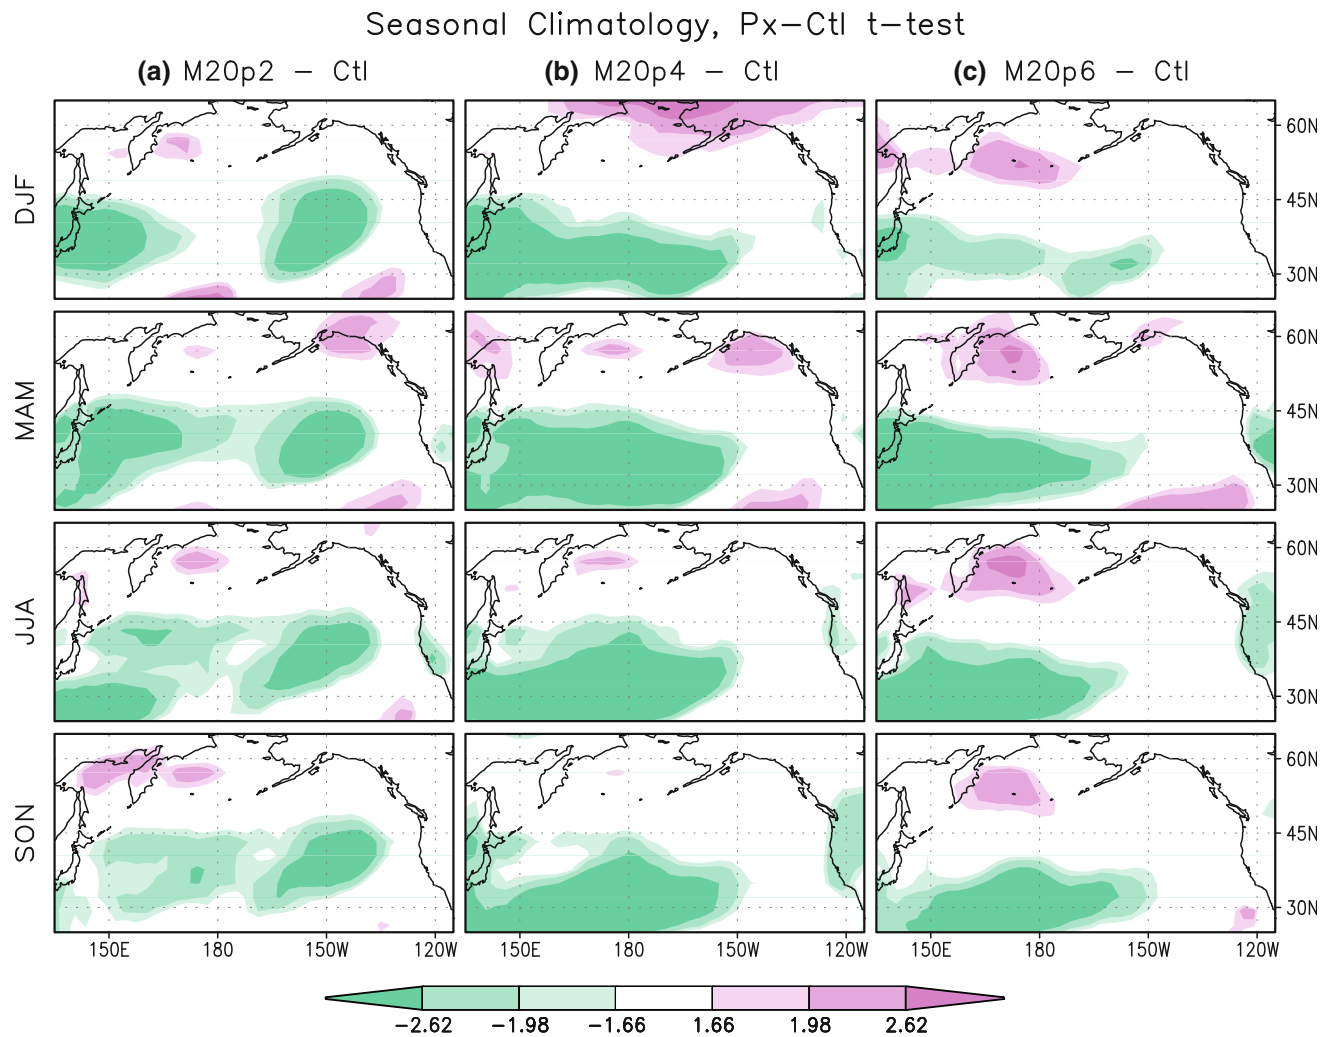 Seasonal Climatology, Px−Ctl t−test
(a) M20p2 − Ctl (b) M20p4 − Ctl (c) M20p6 − Ctl
DJF
60N
45N
30N
MAM
60N
45N
30N
JJA
60N
45N
30N
SON
60N
45N
30N
150E 180 150W 120W 150E 180 150W 120W 150E 180 150W 120W
−2.62 −1.98 −1.66 1.66 1.98 2.62